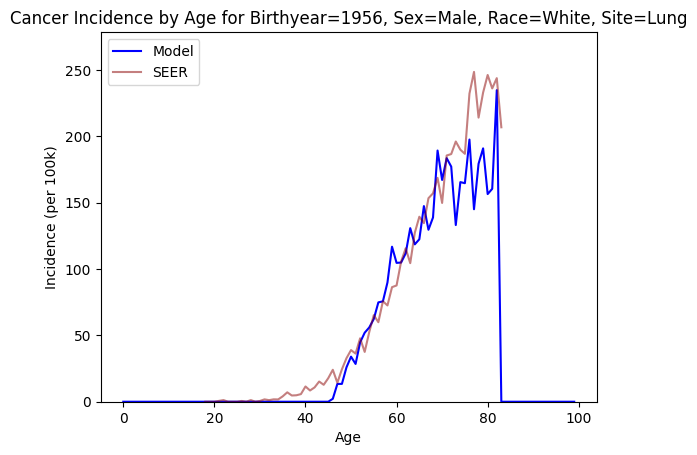 Cancer Incidence by Age for Birthyear=1956, Sex=Male, Race=White, Site=Lung
Model
SEER
250
200
150
100
50
0
Incidence (per 100k)
0 20 40 60 80 100
Age